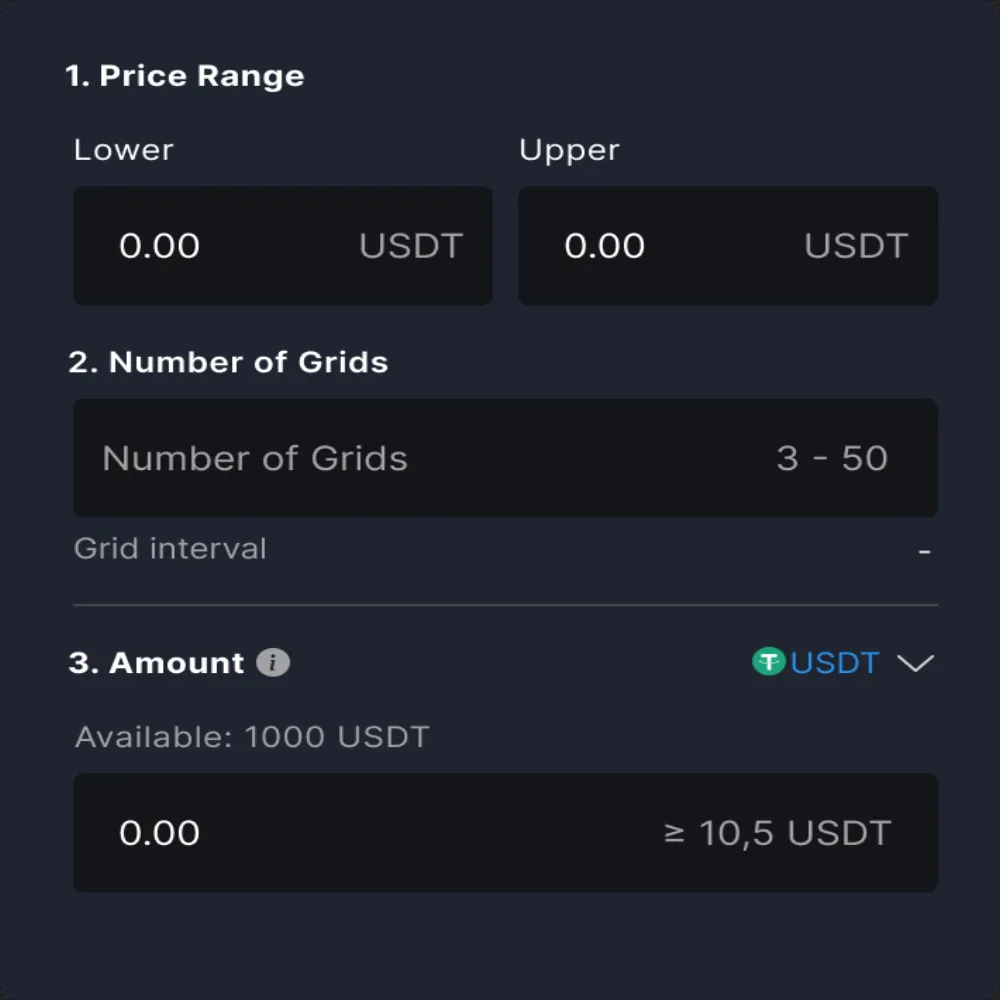 1. Price Range
Lower Upper
0.00 USDT 0.00 USDT
2. Number of Grids
Number of Grids 3 - 50
Grid interval -
3. Amount i USDT
Available: 1000 USDT
0.00 ≥ 10,5 USDT